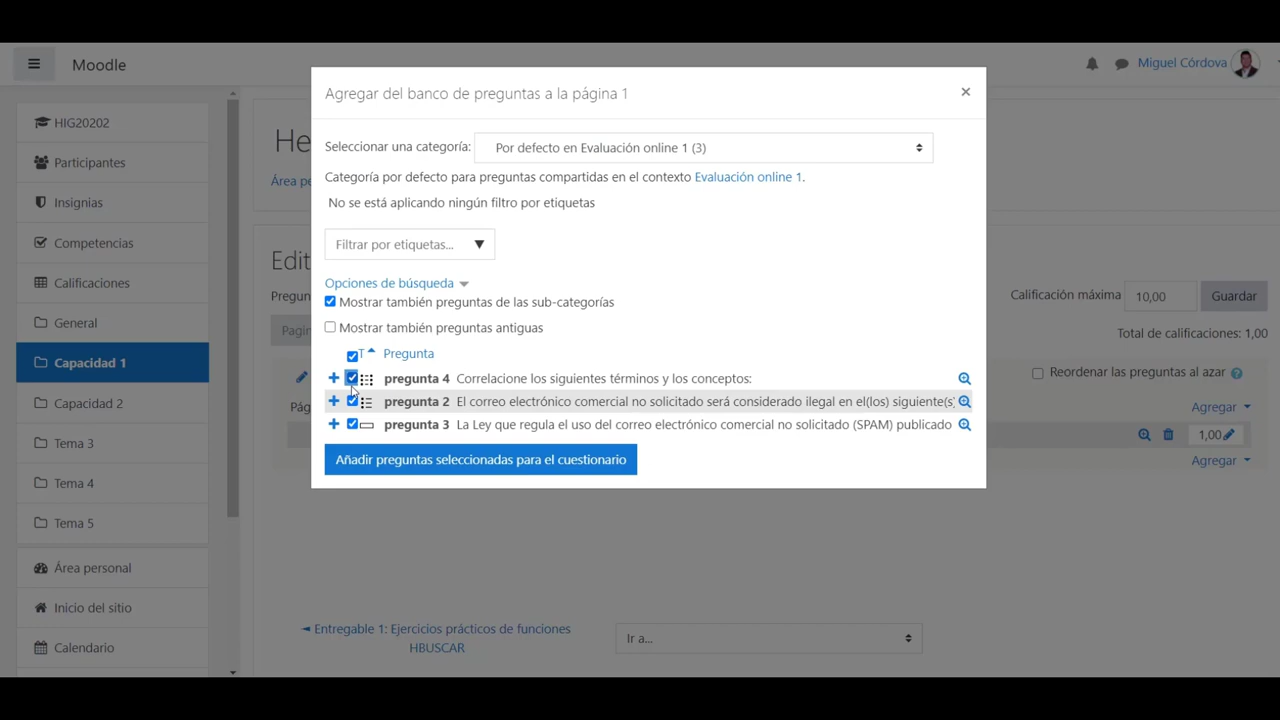 Moodle
Miguel Córdova
HIG20202
Participantes
Insignias
Competencias
Calificaciones
General
Capacidad 1
Capacidad 2
Tema 3
Tema 4
Tema 5
Área personal
Inicio del sitio
Calendario
He
Área pe
Edit
Pregun
Pagin
Pág
Agregar del banco de preguntas a la página 1
×
Seleccionar una categoría:
Por defecto en Evaluación online 1 (3)
Categoría por defecto para preguntas compartidas en el contexto Evaluación online 1.
No se está aplicando ningún filtro por etiquetas
Filtrar por etiquetas... ▼
Opciones de búsqueda
Mostrar también preguntas de las sub-categorías
Mostrar también preguntas antiguas
T Pregunta
pregunta 4 Correlacione los siguientes términos y los conceptos:
pregunta 2 El correo electrónico comercial no solicitado será considerado ilegal en el(los) siguiente(s)
pregunta 3 La Ley que regula el uso del correo electrónico comercial no solicitado (SPAM) publicado
Añadir preguntas seleccionadas para el cuestionario
Calificación máxima 10,00 Guardar
Total de calificaciones: 1,00
Reordenar las preguntas al azar
Agregar
1,00
Agregar
◄ Entregable 1: Ejercicios prácticos de funciones
HBUSCAR
Ir a...